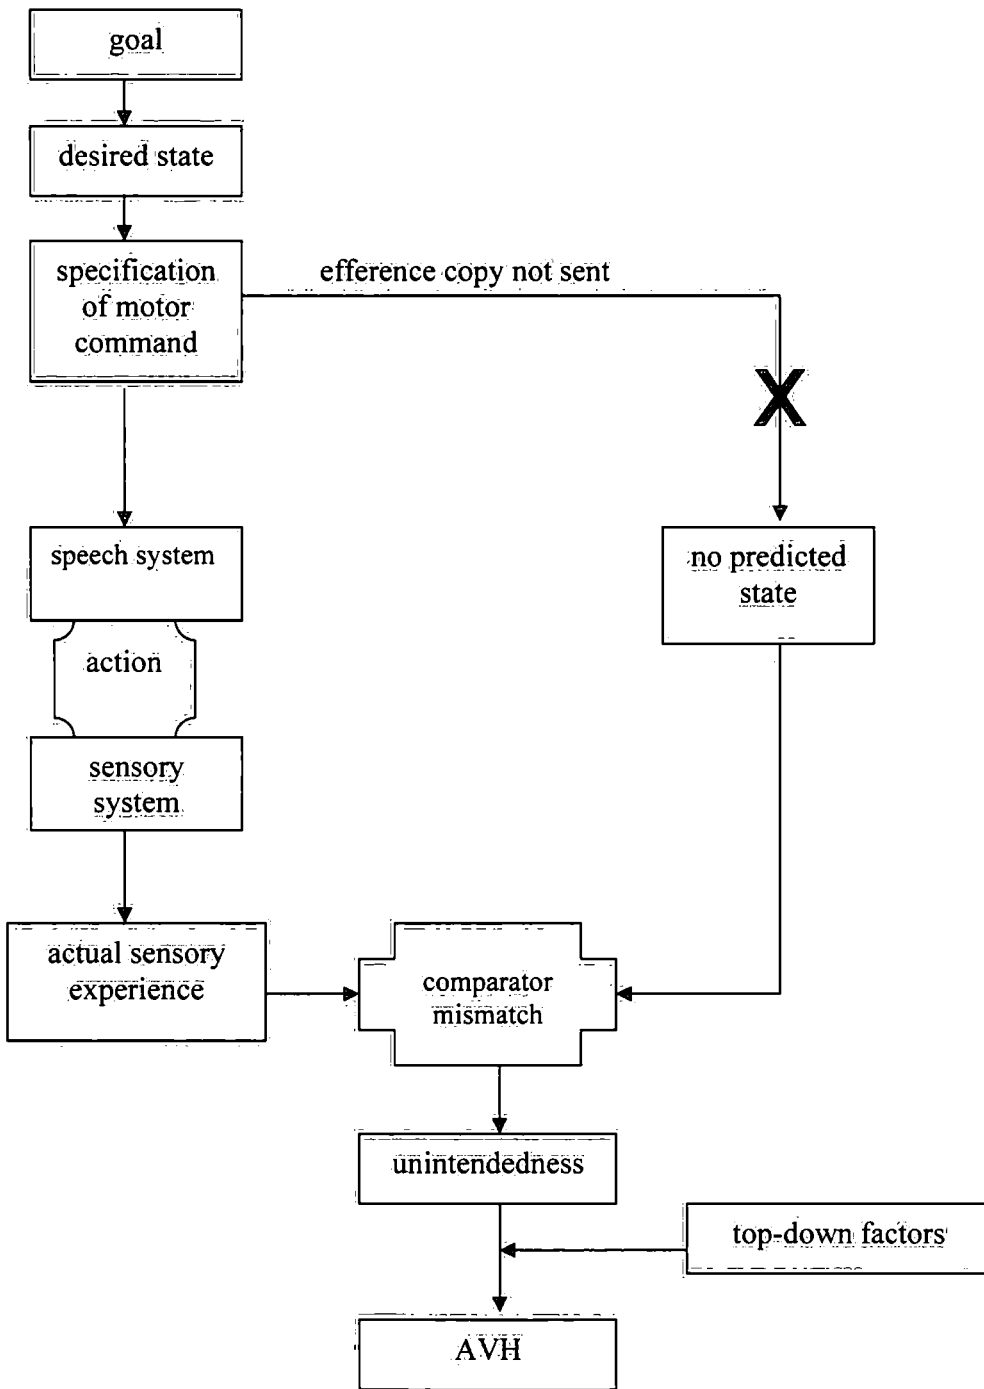 goal
desired state
specification
of motor
command
efference copy not sent
X
speech system
no predicted
state
action
sensory
system
actual sensory
experience
comparator
mismatch
unintendedness
top-down factors
AVH